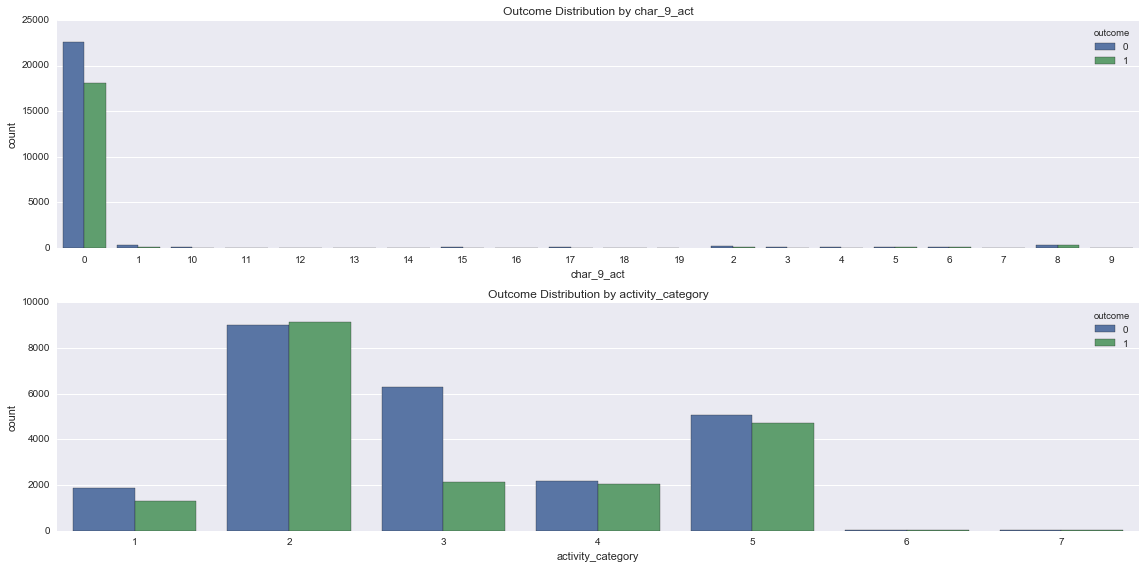 Outcome Distribution by char_9_act
25000
20000
15000
10000
5000
0
count
outcome
0
1
0 1 10 11 12 13 14 15 16 17 18 19 2 3 4 5 6 7 8 9
char_9_act
Outcome Distribution by activity_category
10000
8000
6000
4000
2000
0
count
outcome
0
1
1 2 3 4 5 6 7
activity_category